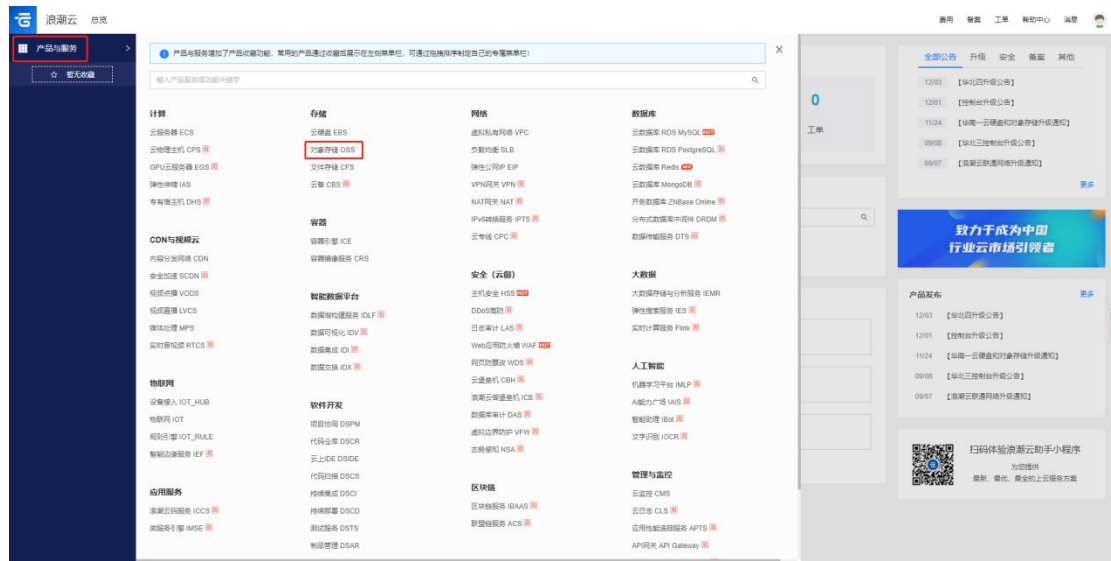 浪潮云 总览
费用 备案 工单 帮助中心 消息
产品与服务
暂无收藏
产品与服务增加了产品收藏功能,常用的产品通过收藏后展示在左侧菜单栏,可通过拖拽排序制定自己的专属菜单栏!
输入产品服务或功能关键字
计算
云服务器 ECS
云物理主机 CPS
GPU云服务器 EGS
弹性伸缩 IAS
专有宿主机 DHS
CDN与视频云
内容分发网络 CDN
安全加速 SCDN
视频点播 VODS
视频直播 LVCS
媒体处理 MPS
实时音视频 RTCS
物联网
设备接入 IOT_HUB
物联网 IOT
规则引擎 IOT_RULE
智能边缘服务 IEF
应用服务
浪潮云码服务 ICCS
微服务引擎 IMSE
存储
云硬盘 EBS
对象存储 OSS
文件存储 CFS
云备 CBS
容器
容器引擎 ICE
容器镜像服务 CRS
智能数据平台
数据湖构建服务 IDLF
数据可视化 IDV
数据集成 IDI
数据交换 IDX
软件开发
项目协同 DSPM
代码仓库 DSCR
云上IDE DSIDE
代码扫描 DSCS
持续集成 DSCI
持续部署 DSCD
测试服务 DSTS
制品管理 DSAR
网络
虚拟私有网络 VPC
负载均衡 SLB
弹性公网IP EIP
VPN网关 VPN
NAT网关 NAT
IPv6转换服务 IPTS
云专线 CPC
安全(云御)
主机安全 HSS HOT
DDoS高防
日志审计 LAS
Web应用防火墙 WAF HOT
网页防篡改 WDS
云堡垒机 CBH
浪潮云御堡垒机 ICB
数据库审计 DAS
虚拟边界防护 VFW
态势感知 NSA
区块链
区块链服务 IBAAS
联盟链服务 ACS
数据库
云数据库 RDS MySQL HOT
云数据库 RDS PostgreSQL
云数据库 Redis
云数据库 MongoDB
开务数据库 ZNBase Online
分布式数据库中间件 DRDM
数据传输服务 DTS
大数据
大数据存储与分析服务 IEMR
弹性搜索服务 IES
实时计算服务 Flink
人工智能
机器学习平台 IMLP
AI能力广场 IAIS
智能助理 IBot
文字识别 IOCR
管理与监控
云监控 CMS
云日志 CLS
应用性能追踪服务 APTS
API网关 API Gateway
0
工单
全部公告 升级 安全 备案 其他
12/03 【华北四升级公告】
12/01 【控制台升级公告】
11/24 【华南一云硬盘和对象存储升级通知】
09/08 【华北三控制台升级公告】
09/07 【浪潮云联通网络升级通知】
更多
致力于成为中国
行业云市场引领者
产品发布 更多
12/03 【华北四升级公告】
12/01 【控制台升级公告】
11/24 【华南一云硬盘和对象存储升级通知】
09/08 【华北三控制台升级公告】
09/07 【浪潮云联通网络升级通知】
扫码体验浪潮云助手小程序
为您提供
最新、最优、最全的上云服务方案